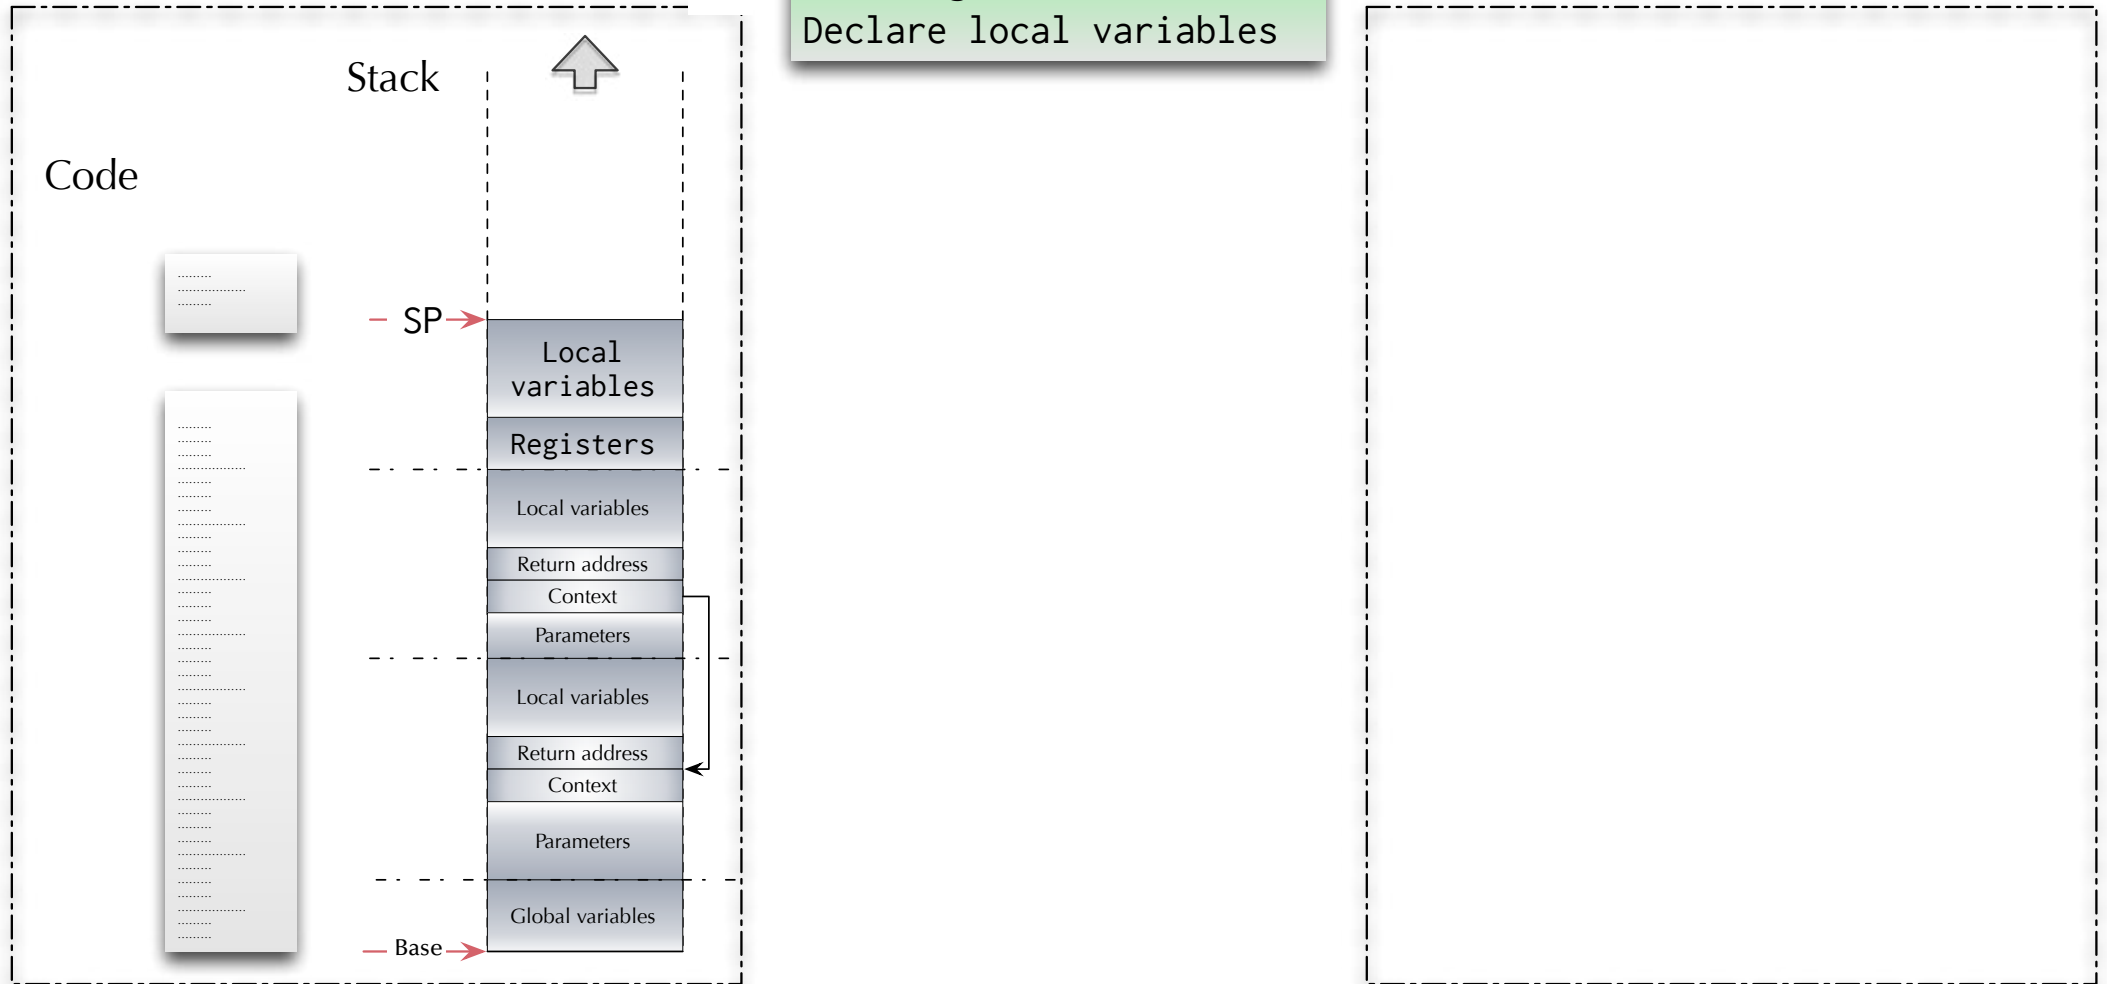 Declare local variables
Stack
Code
SP
Local
variables
Registers
Local variables
Return address
Context
Parameters
Local variables
Return address
Context
Parameters
Global variables
Base